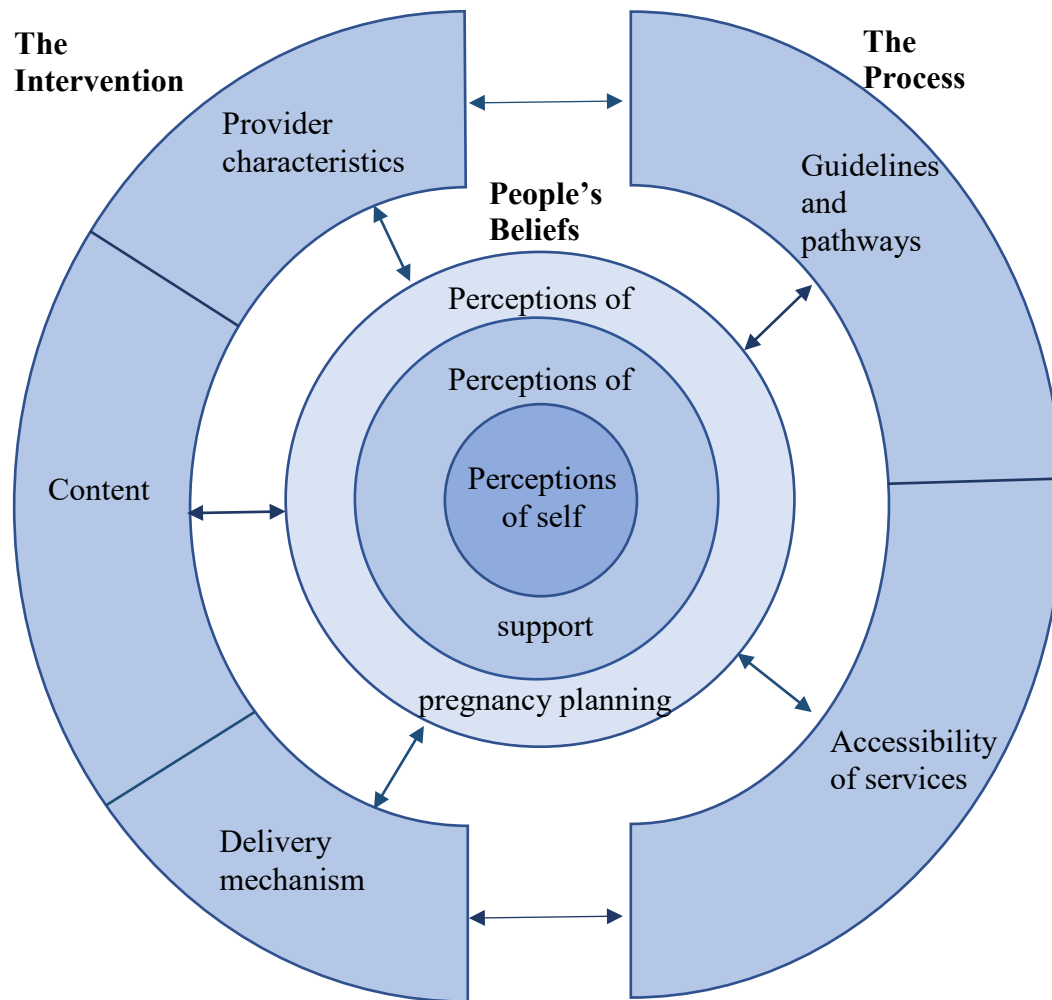 The
Intervention
Provider
characteristics
Content
Delivery
mechanism
People’s
Beliefs
Perceptions of
Perceptions of
Perceptions
of self
support
pregnancy planning
The
Process
Guidelines
and
pathways
Accessibility
of services